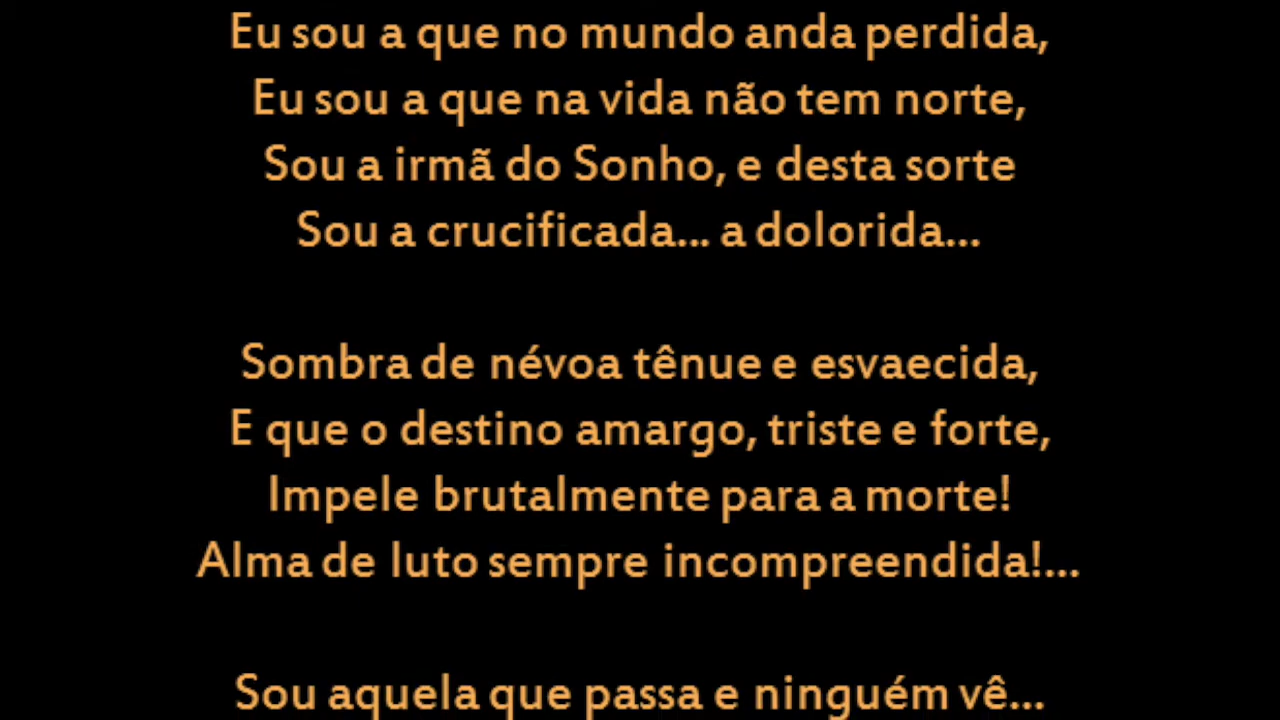 Eu sou a que no mundo anda perdida,
Eu sou a que na vida não tem norte,
Sou a irmã do Sonho, e desta sorte
Sou a crucificada... a dolorida...
Sombra de névoa tênue e esvaecida,
E que o destino amargo, triste e forte,
Impele brutalmente para a morte!
Alma de luto sempre incompreendida!...
Sou aquela que passa e ninguém vê...